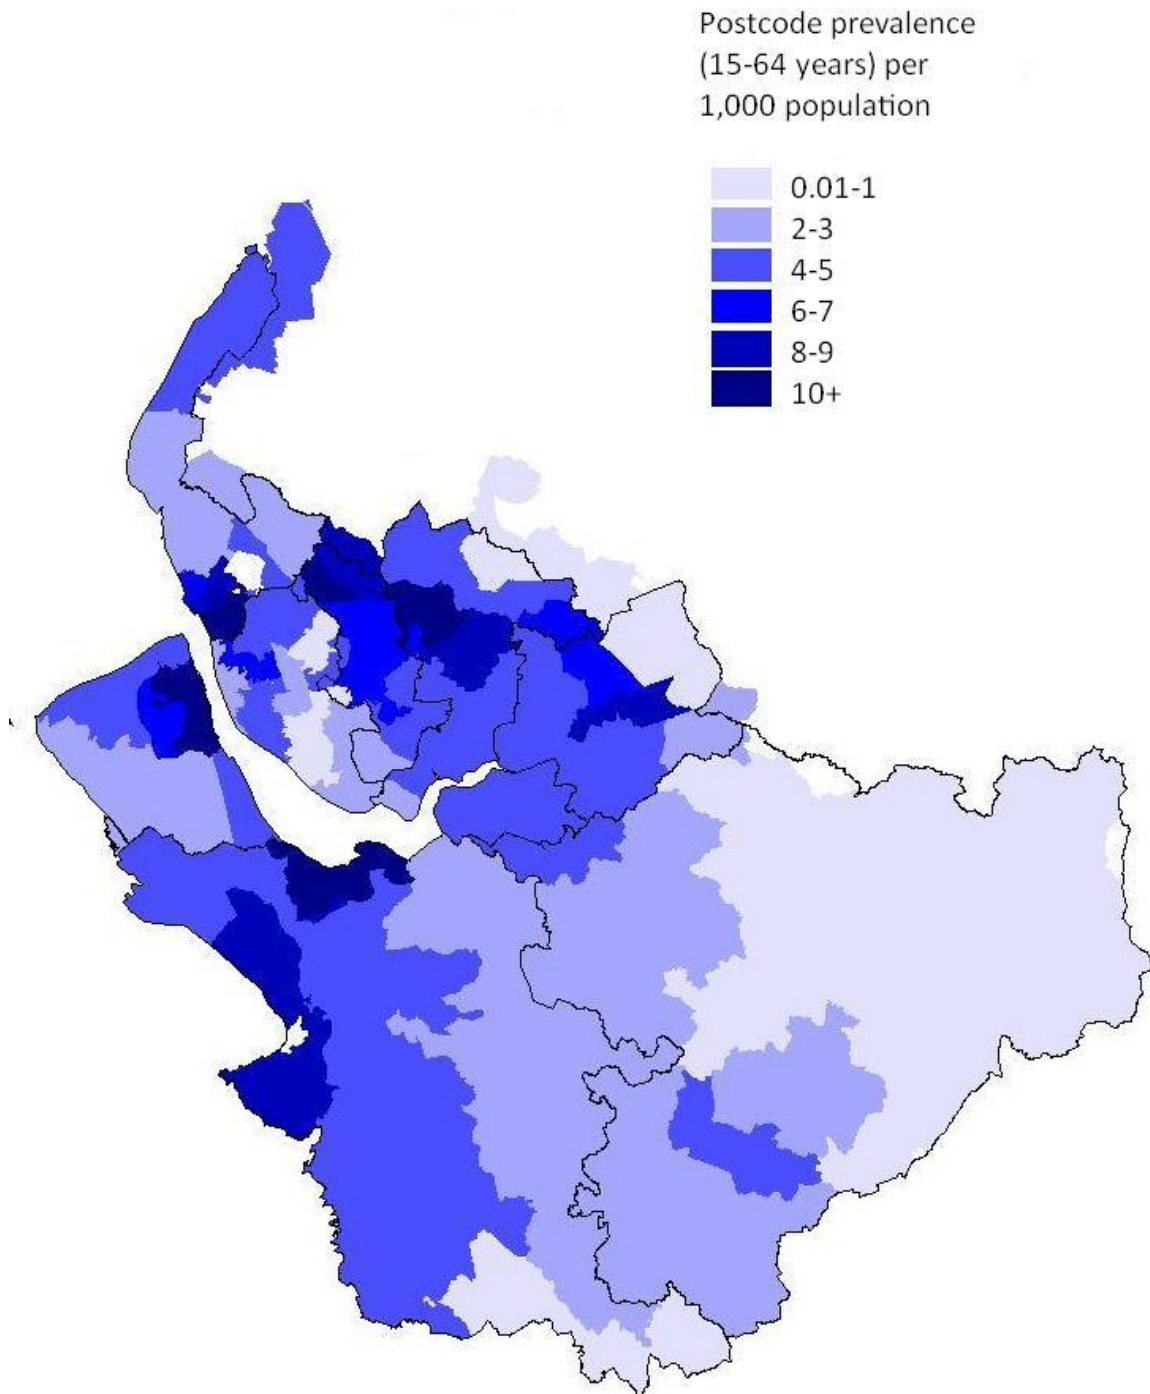 Postcode prevalence
(15-64 years) per
1,000 population
0.01-1
2-3
4-5
6-7
8-9
10+